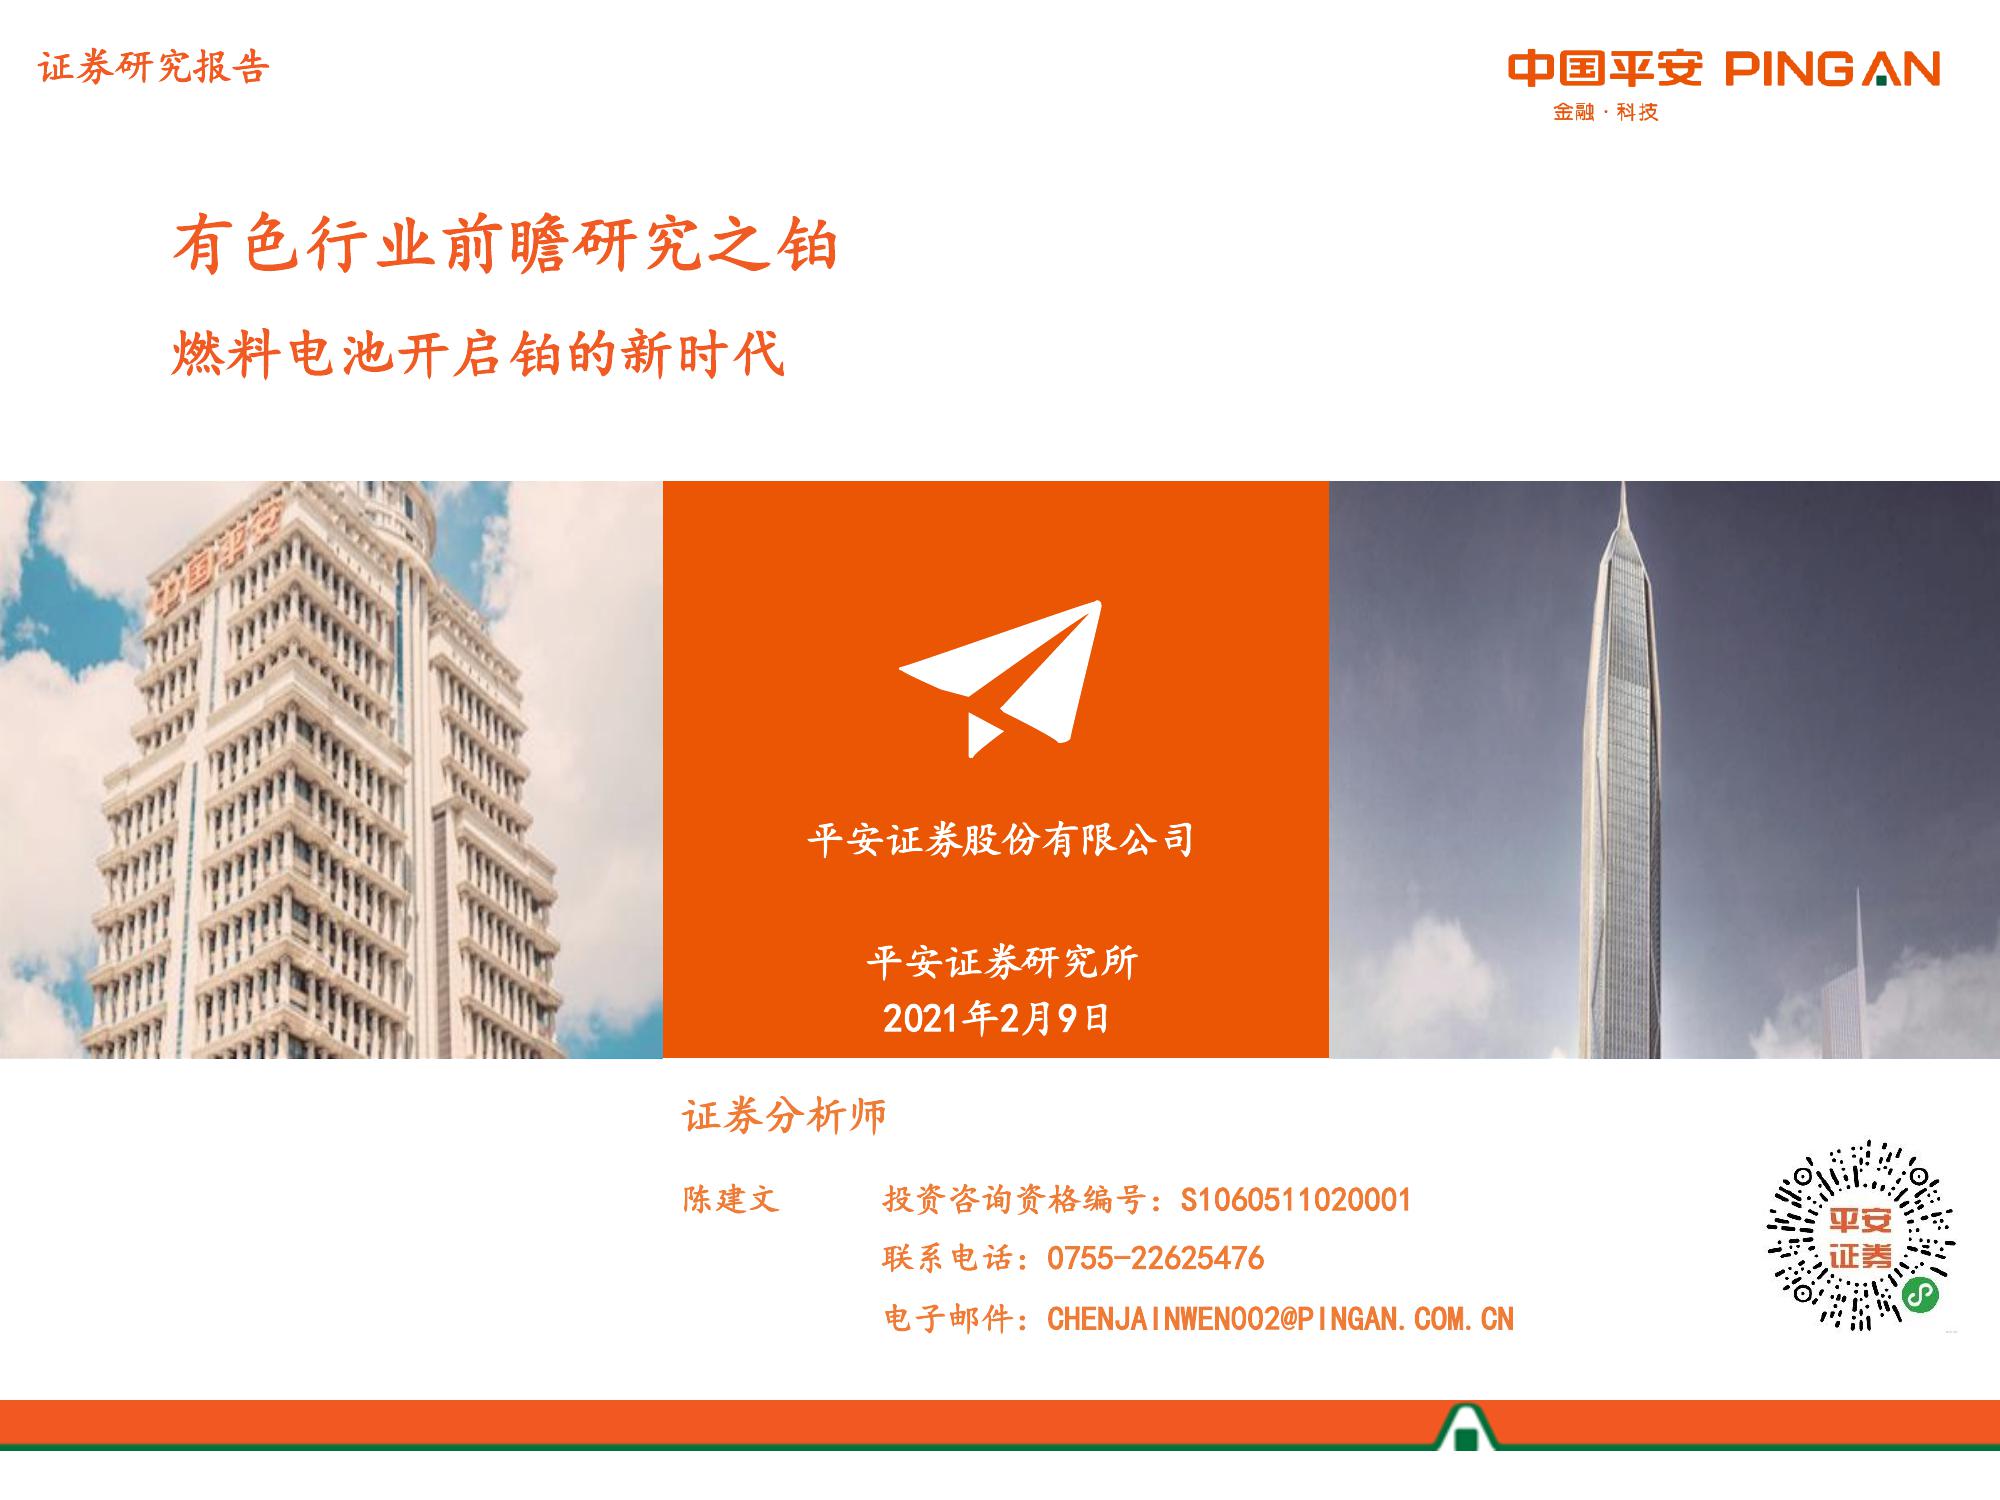 证券研究报告
中国平安 PING AN
金融·科技
有色行业前瞻研究之铂
燃料电池开启铂的新时代
中国平安
平安证券股份有限公司
平安证券研究所
2021年2月9日
证券分析师
陈建文 投资咨询资格编号：S1060511020001
联系电话：0755-22625476
电子邮件：CHENJAINWEN002@PINGAN.COM.CN
平安
证券